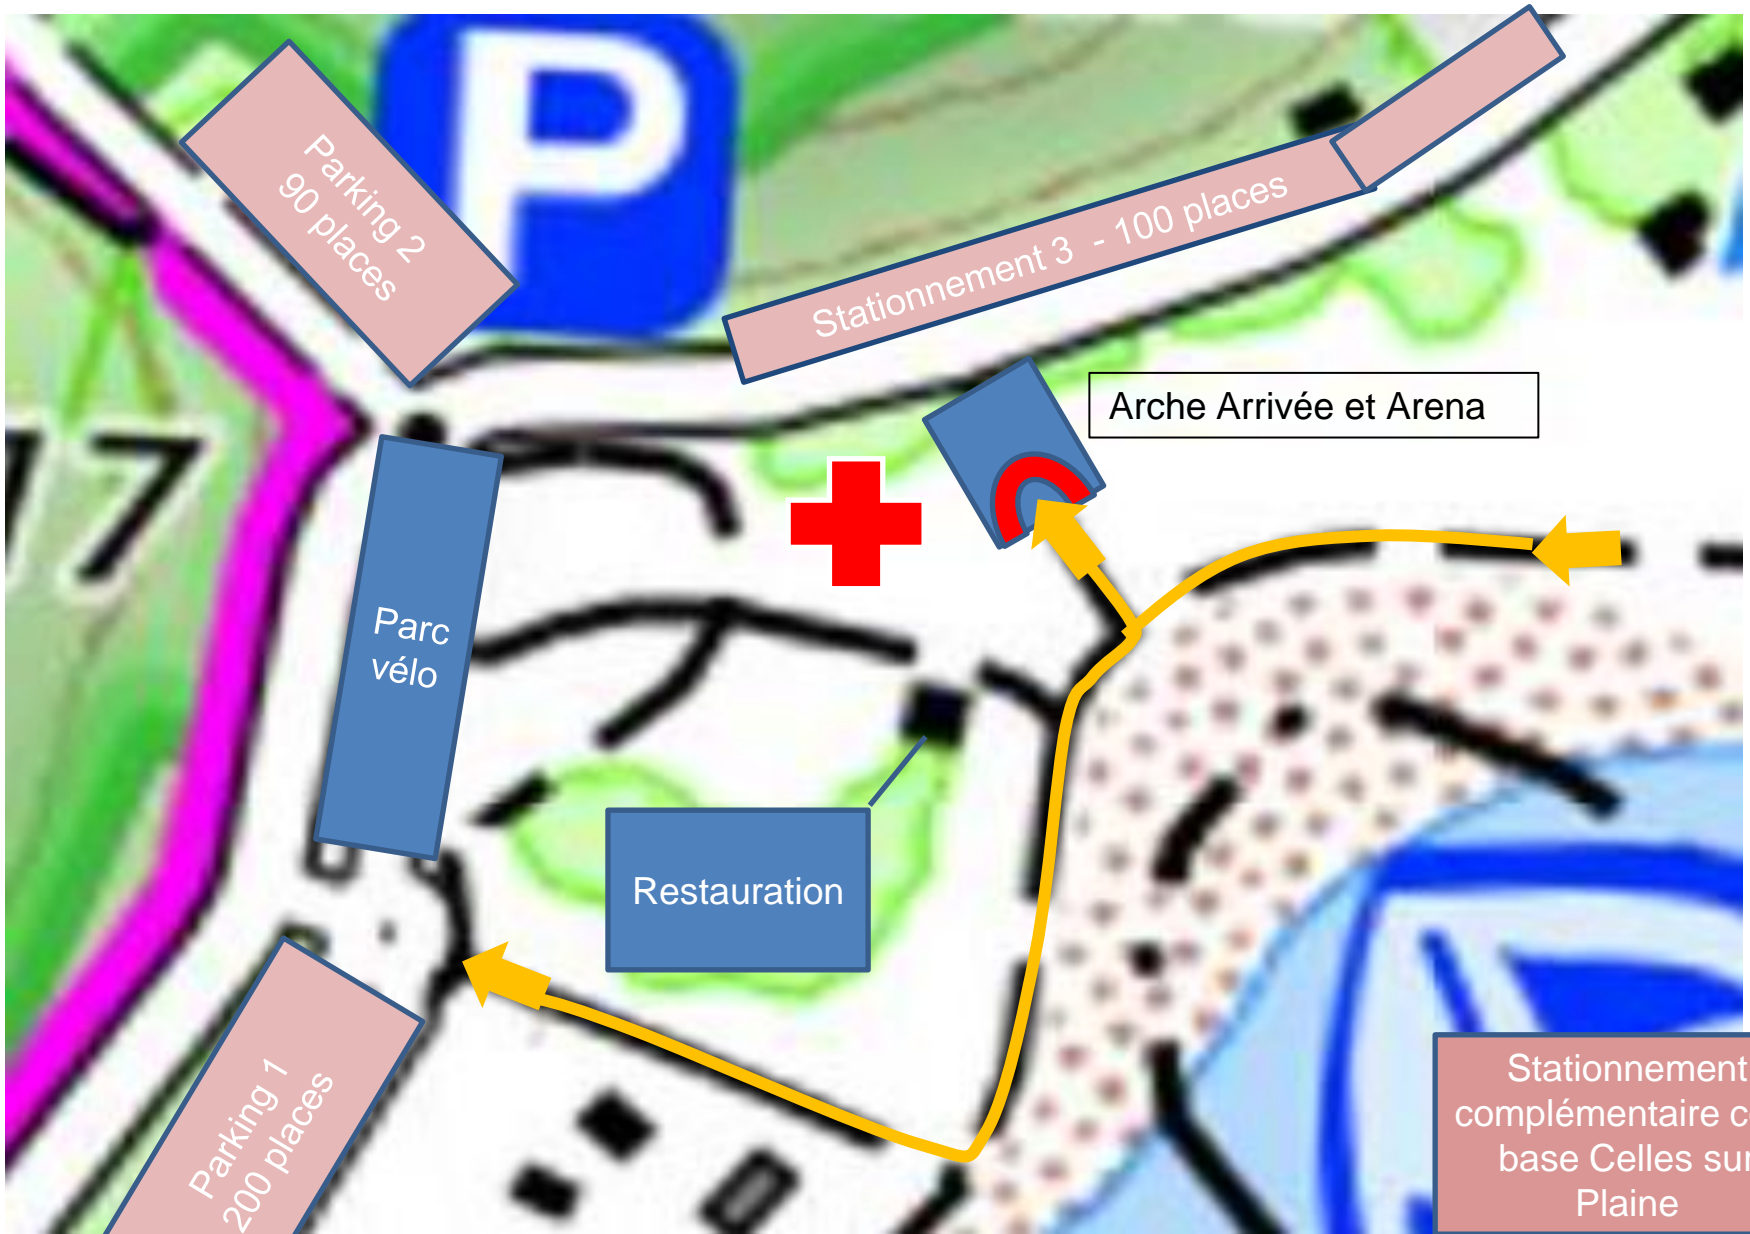 P
Parking 2
90 places
Stationnement 3 - 100 places
Arche Arrivée et Arena
17
Parc
vélo
Restauration
Parking 1
200 places
Stationnement
complémentaire
base Celles sur
Plaine